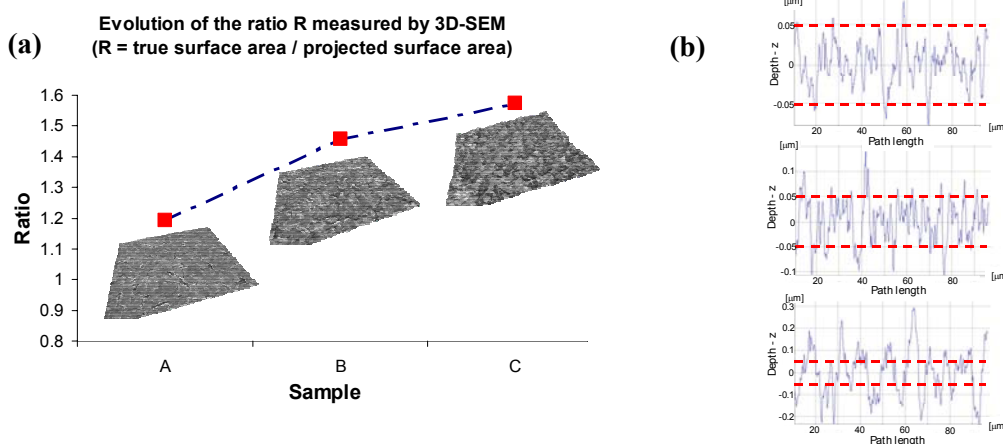 (a)
Evolution of the ratio R measured by 3D-SEM
(R = true surface area / projected surface area)
1.6
1.5
1.4
1.3
1.2
1.1
1
0.9
0.8
Ratio
A B C
Sample
(b)
[µm]
0.05
0
-0.05
Depth - z
20 40 60 80 [µm]
Path length
[µm]
0.1
0.05
0
-0.05
-0.1
Depth - z
20 40 60 80 [µm]
Path length
[µm]
0.3
0.2
0.1
0
-0.1
-0.2
Depth - z
20 40 60 80 [µm]
Path length